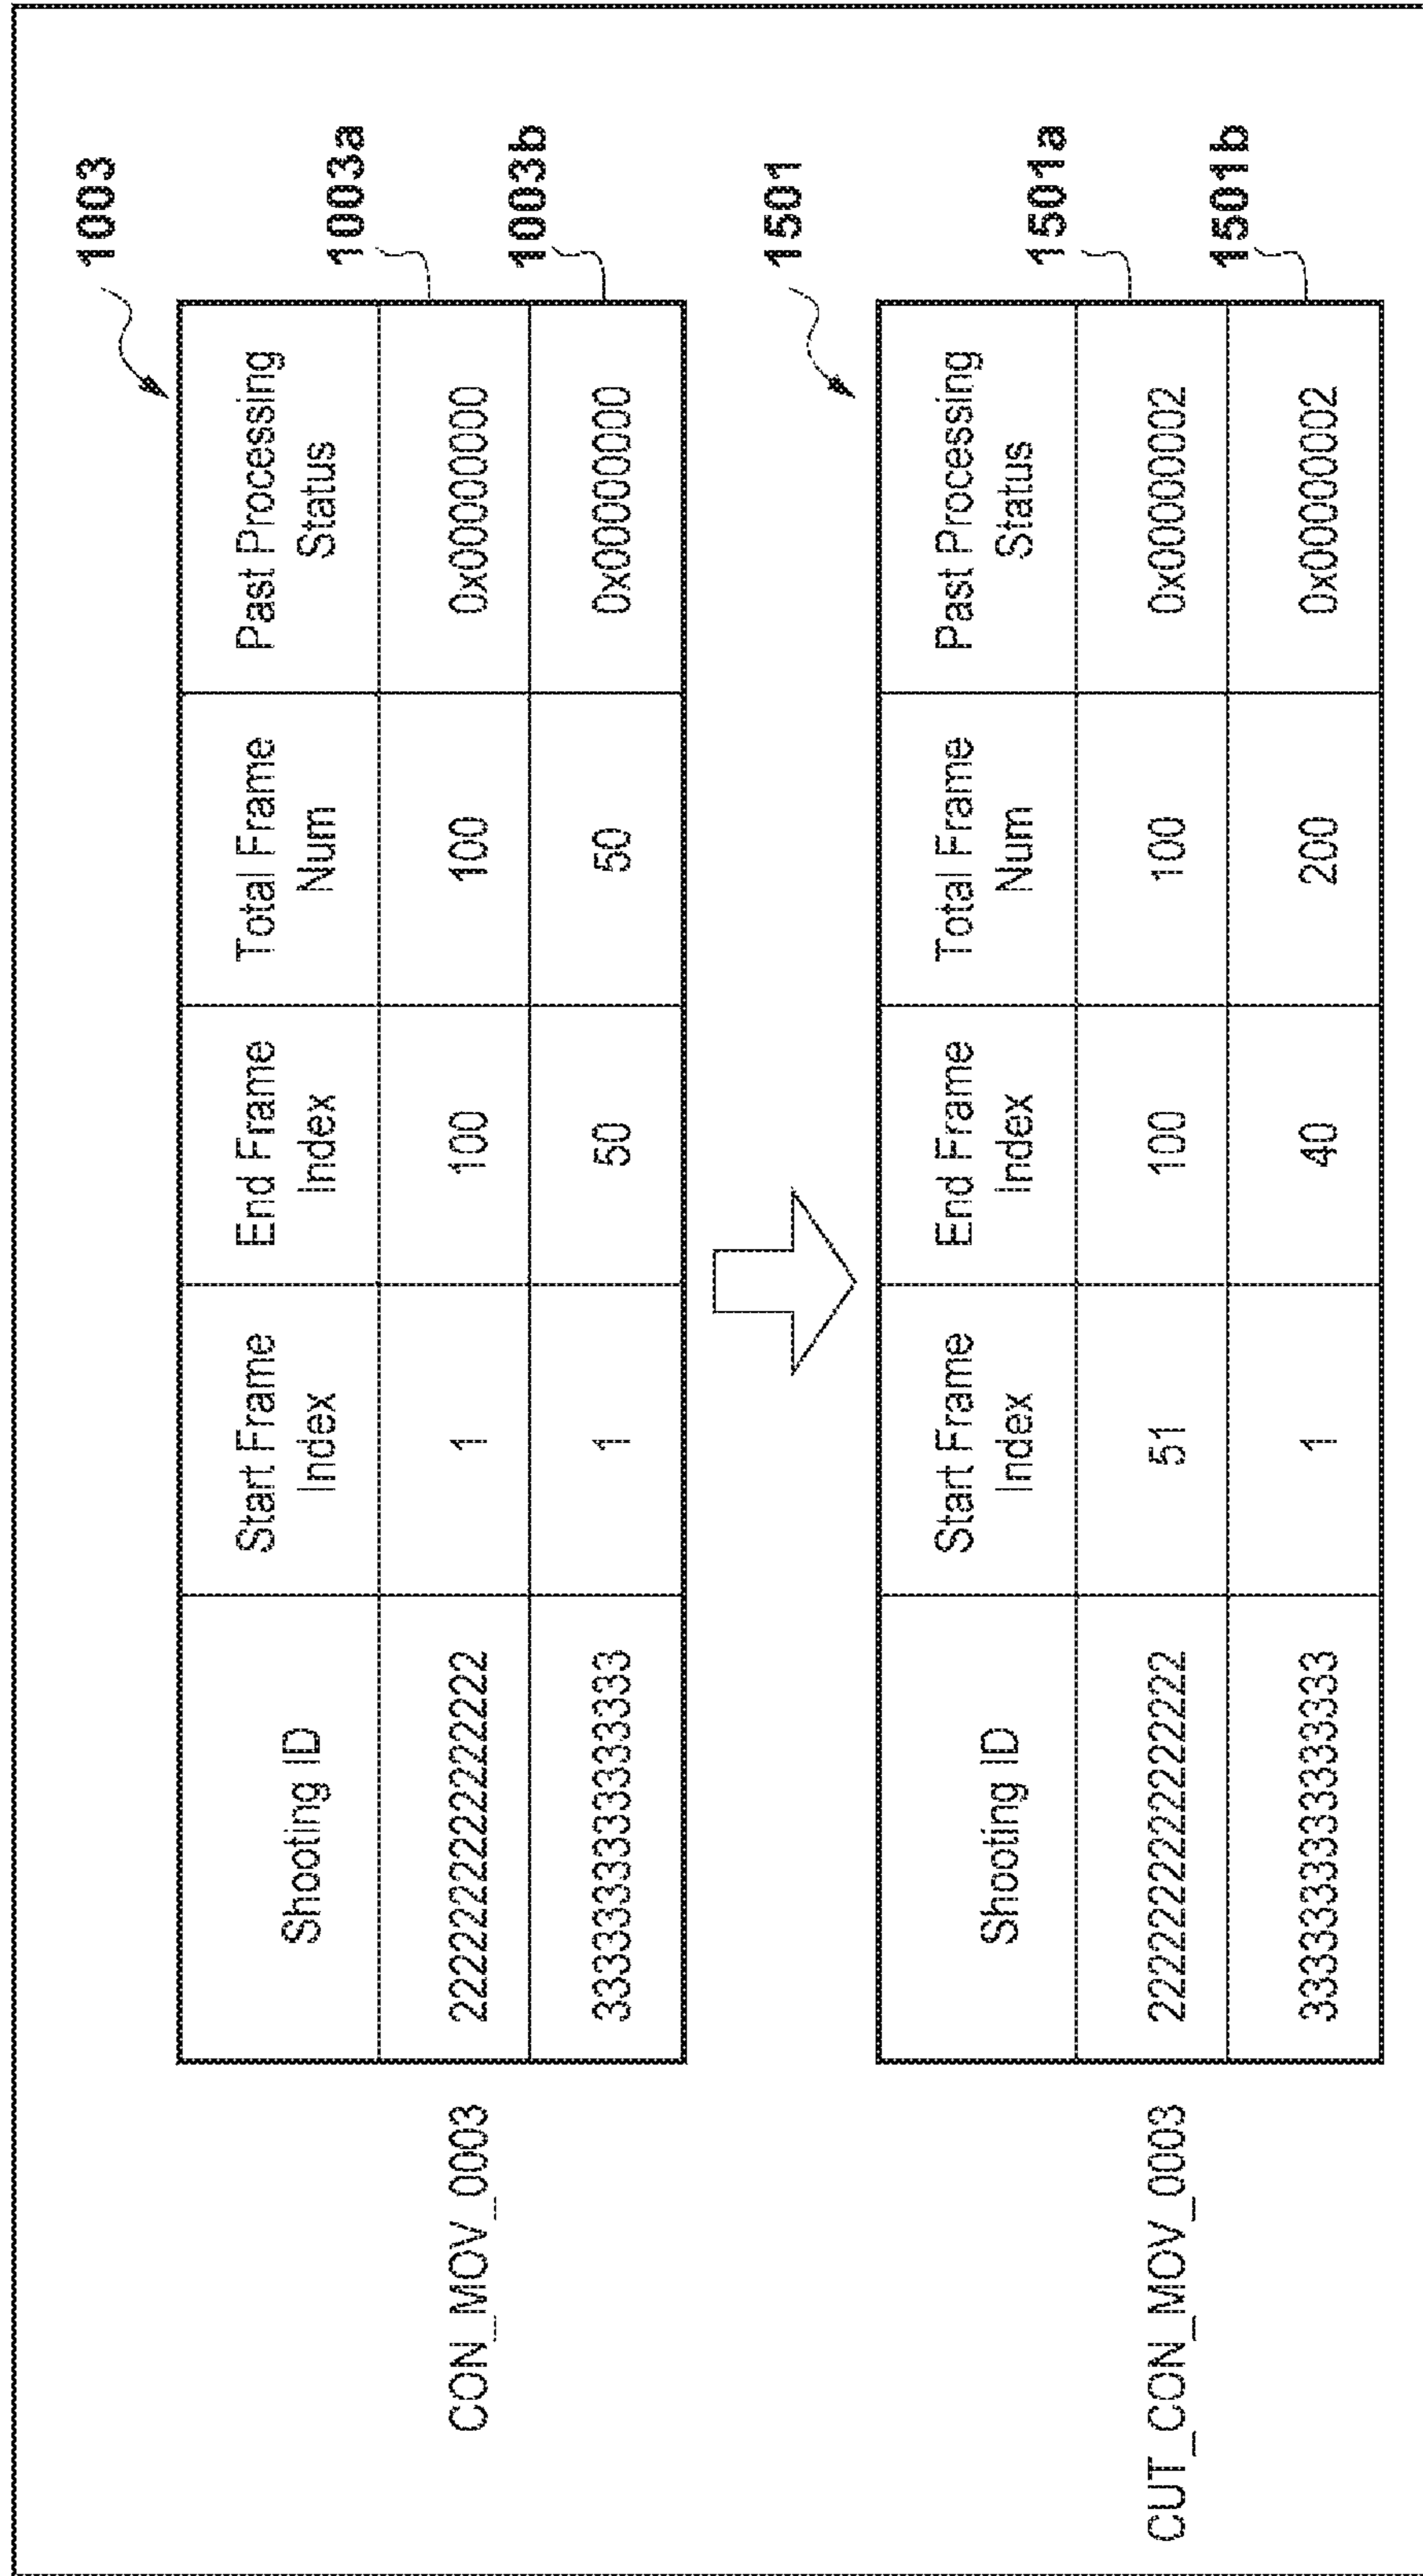 1003
Shooting ID
Start Frame
Index
End Frame
Index
Total Frame
Num
Past Processing
Status
CON_MOV_0003
2222222222222222
1
100
100
0x00000000
1003a
3333333333333333
1
50
50
0x00000000
1003b
1501
Shooting ID
Start Frame
Index
End Frame
Index
Total Frame
Num
Past Processing
Status
CUT_CON_MOV_0003
2222222222222222
51
100
100
0x00000002
1501a
3333333333333333
1
40
200
0x00000002
1501b